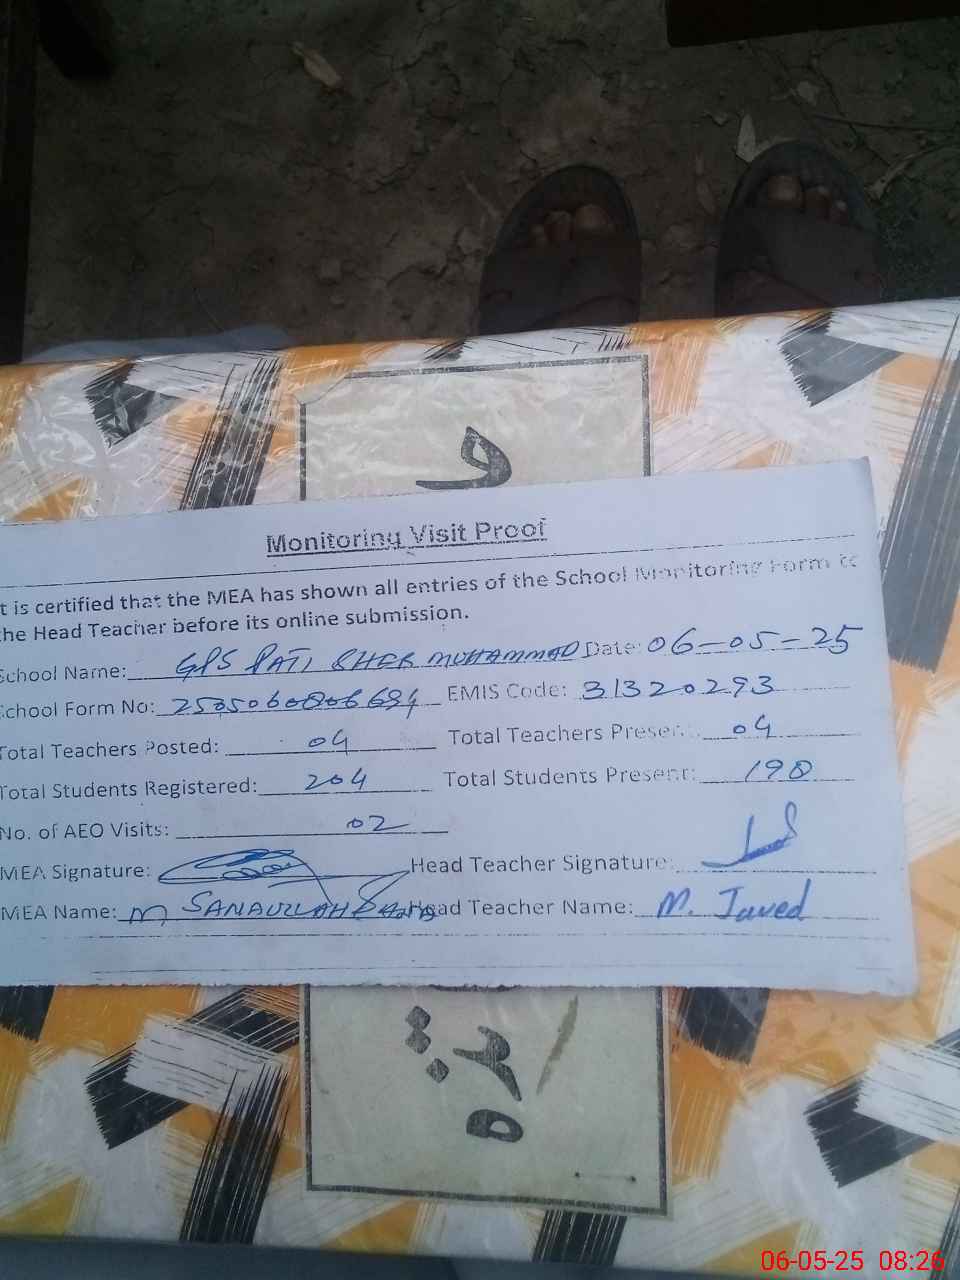 و
Monitoring Visit Proof
t is certified that the MEA has shown all entries of the School Monitoring Form to
he Head Teacher before its online submission.
School Name: GPS PATI SHER MUHAMMAD Date: 06-05-25
School Form No: EMIS Code: 31320293
Total Teachers Posted: 04 Total Teachers Present: 04
Total Students Registered: 204 Total Students Present: 190
No. of AEO Visits: 02
MEA Signature: Head Teacher Signature:
MEA Name: M. SANAULLAH Head Teacher Name: M. Javed
06-05-25 08:26